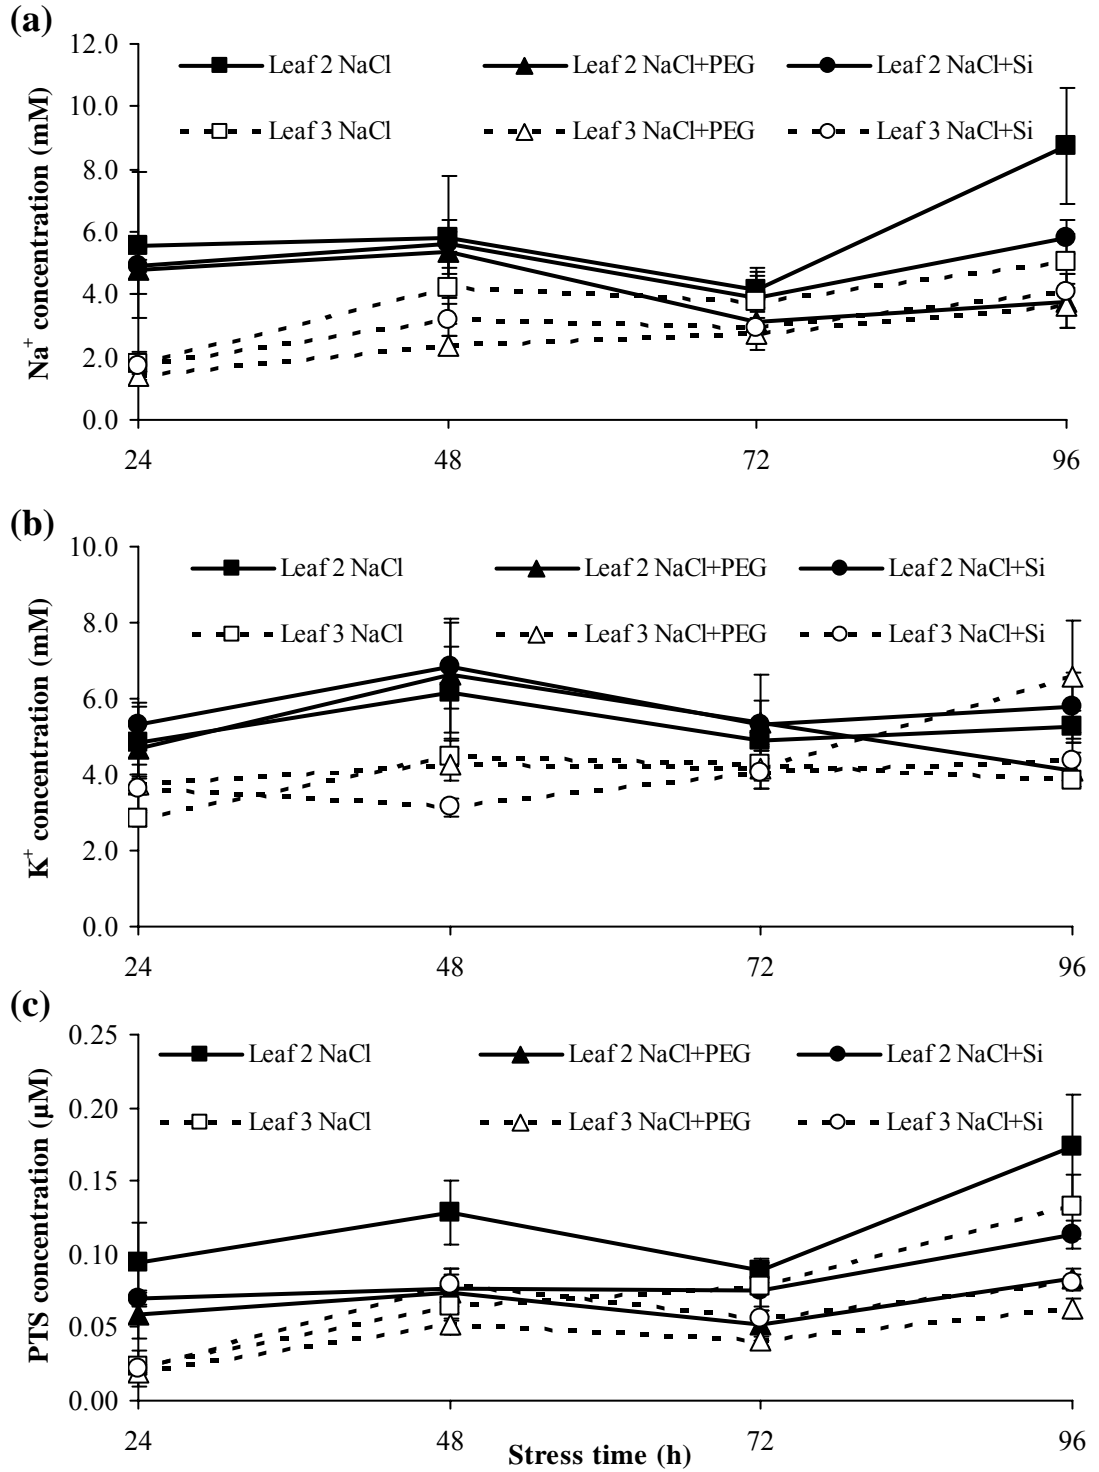 (a)
12.0
Leaf 2 NaCl
Leaf 2 NaCl+PEG
Leaf 2 NaCl+Si
10.0
Leaf 3 NaCl
Leaf 3 NaCl+PEG
Leaf 3 NaCl+Si
8.0
6.0
4.0
2.0
0.0
Na⁺ concentration (mM)
24 48 72 96
(b)
10.0
Leaf 2 NaCl
Leaf 2 NaCl+PEG
Leaf 2 NaCl+Si
8.0
Leaf 3 NaCl
Leaf 3 NaCl+PEG
Leaf 3 NaCl+Si
6.0
4.0
2.0
0.0
K⁺ concentration (mM)
24 48 72 96
(c)
0.25
Leaf 2 NaCl
Leaf 2 NaCl+PEG
Leaf 2 NaCl+Si
0.20
Leaf 3 NaCl
Leaf 3 NaCl+PEG
Leaf 3 NaCl+Si
0.15
0.10
0.05
0.00
PTS concentration (µM)
24 48 72 96
Stress time (h)